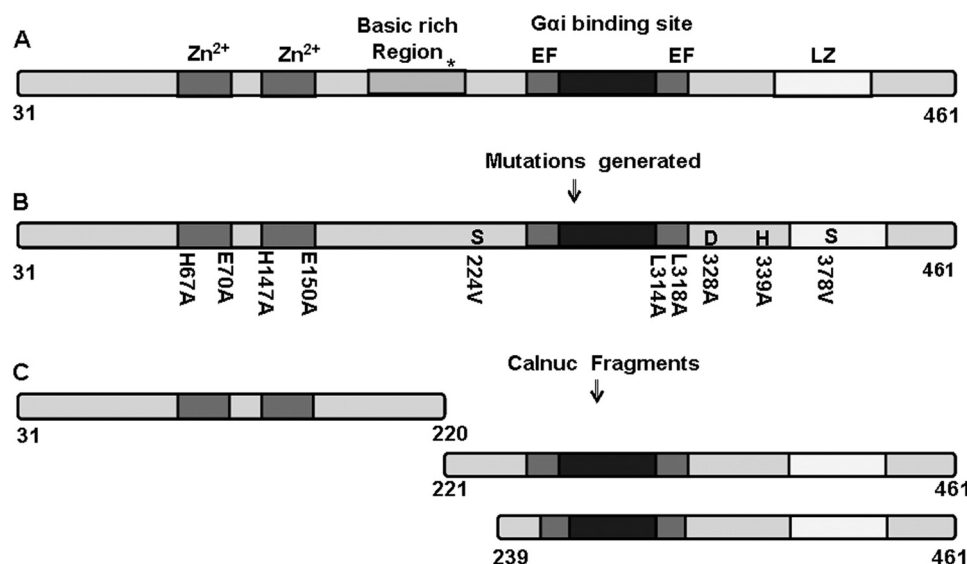 A
Zn²⁺ Zn²⁺ Basic rich Gαi binding site
Region * EF EF LZ
31 461
Mutations generated
B
S D H S
31 461
H67A E70A H147A E150A 224V L314A L318A 328A 339A 378V
C
Calnuc Fragments
31 220
221 461
239 461